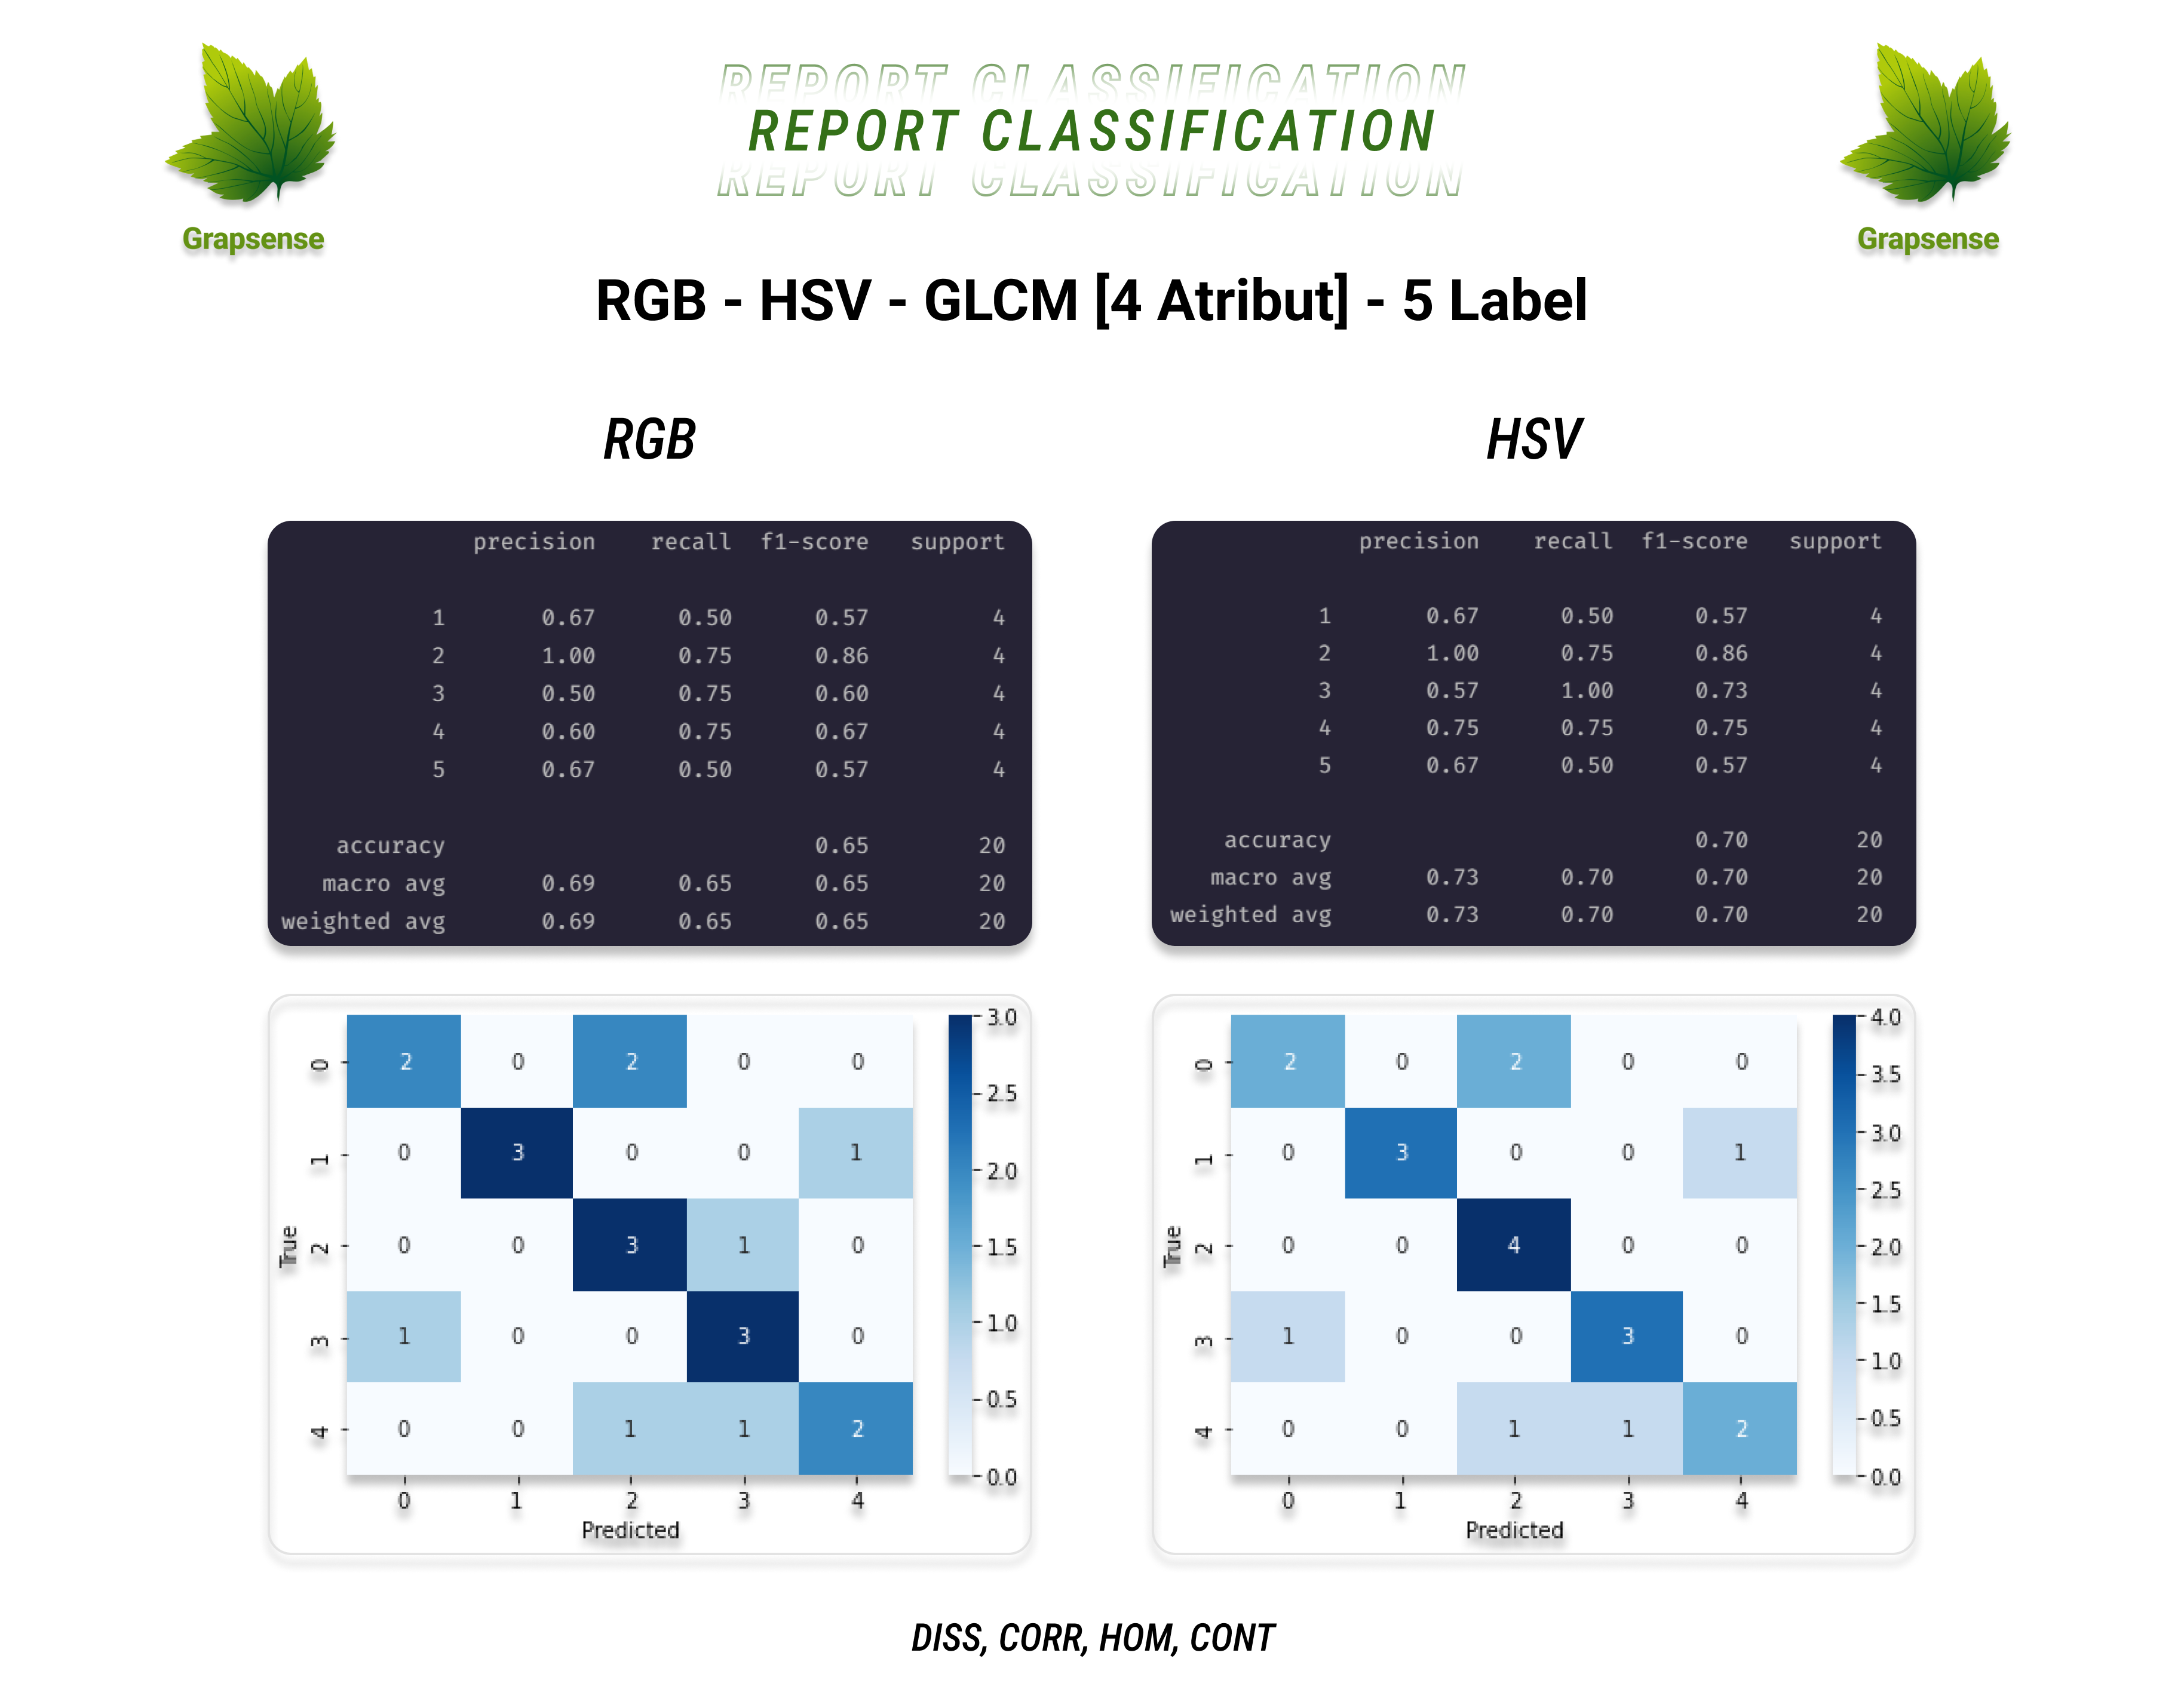 REPORT CLASSIFICATION
REPORT CLASSIFICATION
REPORT CLASSIFICATION
Grapsense
Grapsense
RGB - HSV - GLCM [4 Atribut] - 5 Label
RGB
precision recall f1-score support
1 0.67 0.50 0.57 4
2 1.00 0.75 0.86 4
3 0.50 0.75 0.60 4
4 0.60 0.75 0.67 4
5 0.67 0.50 0.57 4
accuracy 0.65 20
macro avg 0.69 0.65 0.65 20
weighted avg 0.69 0.65 0.65 20
HSV
precision recall f1-score support
1 0.67 0.50 0.57 4
2 1.00 0.75 0.86 4
3 0.57 1.00 0.73 4
4 0.75 0.75 0.75 4
5 0.67 0.50 0.57 4
accuracy 0.70 20
macro avg 0.73 0.70 0.70 20
weighted avg 0.73 0.70 0.70 20
True
0 2 0 2 0 0
1 0 3 0 0 1
2 0 0 3 1 0
3 1 0 0 3 0
4 0 0 1 1 2
0 1 2 3 4
Predicted
3.0
2.5
2.0
1.5
1.0
0.5
0.0
True
0 2 0 2 0 0
1 0 3 0 0 1
2 0 0 4 0 0
3 1 0 0 3 0
4 0 0 1 1 2
0 1 2 3 4
Predicted
4.0
3.5
3.0
2.5
2.0
1.5
1.0
0.5
0.0
DISS, CORR, HOM, CONT